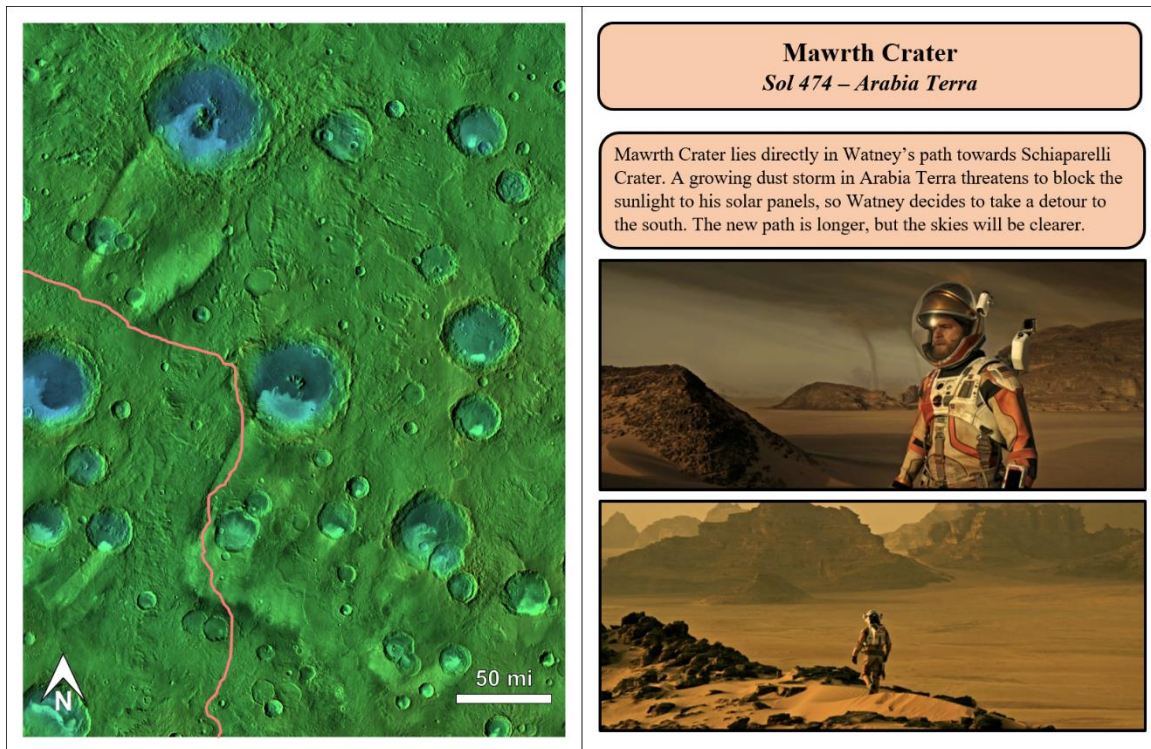 N
50 mi
Mawrth Crater
Sol 474 – Arabia Terra
Mawrth Crater lies directly in Watney's path towards Schiaparelli
Crater. A growing dust storm in Arabia Terra threatens to block the
sunlight to his solar panels, so Watney decides to take a detour to
the south. The new path is longer, but the skies will be clearer.